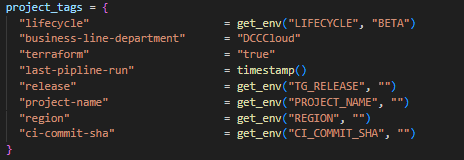 project_tags = {
"lifecycle" = get_env("LIFECYCLE", "BETA")
"business-line-department" = "DCCCloud"
"terraform" = "true"
"last-pipline-run" = timestamp()
"release" = get_env("TG_RELEASE", "")
"project-name" = get_env("PROJECT_NAME", "")
"region" = get_env("REGION", "")
"ci-commit-sha" = get_env("CI_COMMIT_SHA", "")
}